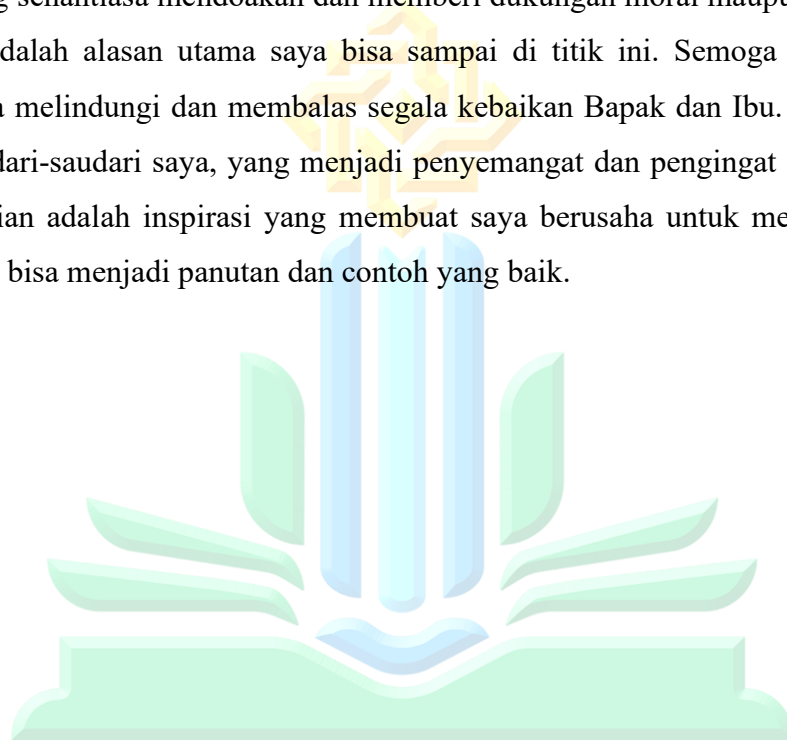 senantiasa mendoakan dan memberi dukungan moral maupu
dalah alasan utama saya bisa sampai di titik ini. Semoga
melindungi dan membalas segala kebaikan Bapak dan Ibu.
dari-saudari saya, yang menjadi penyemangat dan pengingat
ian adalah inspirasi yang membuat saya berusaha untuk me
bisa menjadi panutan dan contoh yang baik.